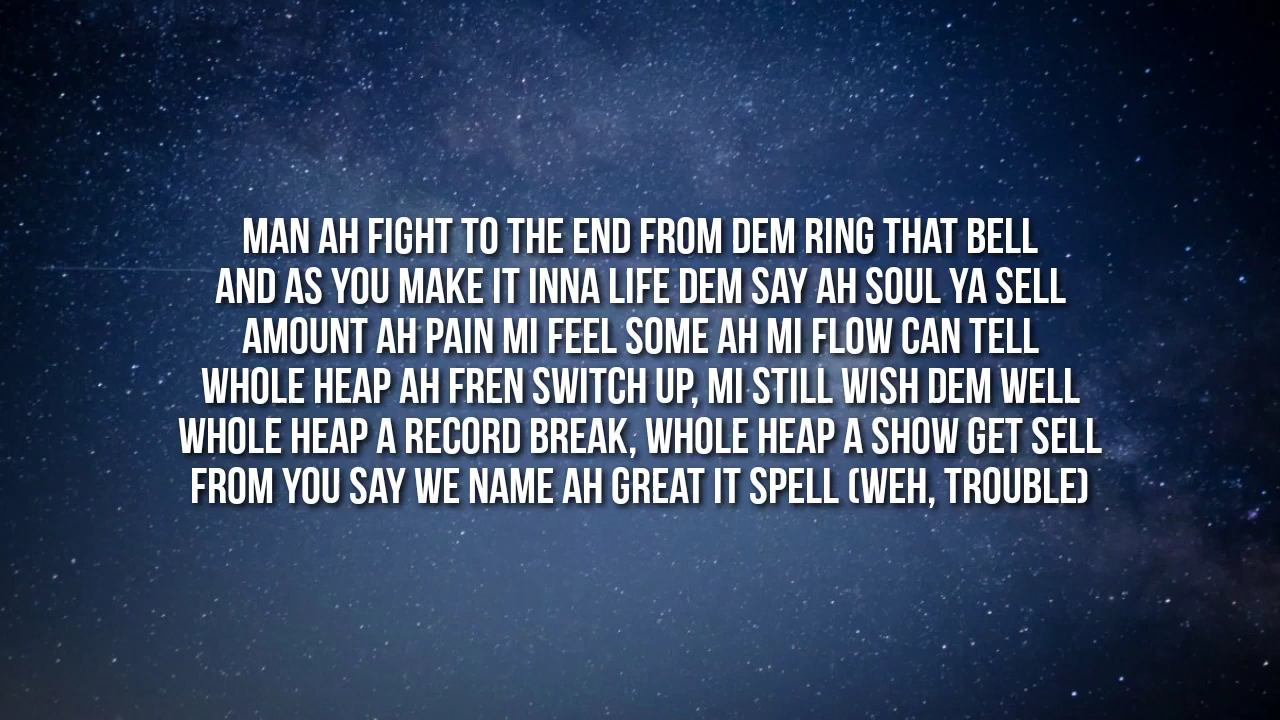 MAN AH FIGHT TO THE END FROM DEM RING THAT BELL
AND AS YOU MAKE IT INNA LIFE DEM SAY AH SOUL YA SELL
AMOUNT AH PAIN MI FEEL SOME AH MI FLOW CAN TELL
WHOLE HEAP AH FREN SWITCH UP, MI STILL WISH DEM WELL
WHOLE HEAP A RECORD BREAK, WHOLE HEAP A SHOW GET SELL
FROM YOU SAY WE NAME AH GREAT IT SPELL (WEH, TROUBLE)